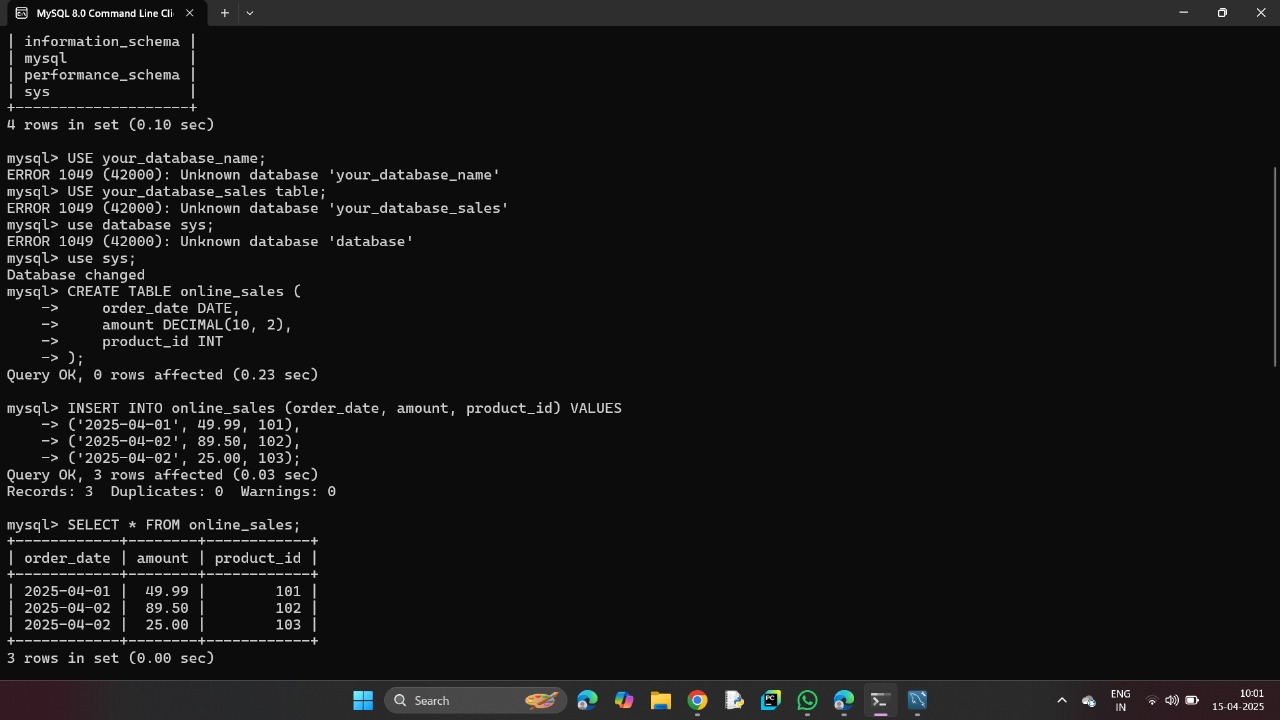 MySQL 8.0 Command Line Cli
| information_schema |
| mysql              |
| performance_schema |
| sys                |
+--------------------+
4 rows in set (0.10 sec)
mysql> USE your_database_name;
ERROR 1049 (42000): Unknown database 'your_database_name'
mysql> USE your_database_sales table;
ERROR 1049 (42000): Unknown database 'your_database_sales'
mysql> use database sys;
ERROR 1049 (42000): Unknown database 'database'
mysql> use sys;
Database changed
mysql> CREATE TABLE online_sales (
    ->     order_date DATE,
    ->     amount DECIMAL(10, 2),
    ->     product_id INT
    -> );
Query OK, 0 rows affected (0.23 sec)
mysql> INSERT INTO online_sales (order_date, amount, product_id) VALUES
    -> ('2025-04-01', 49.99, 101),
    -> ('2025-04-02', 89.50, 102),
    -> ('2025-04-02', 25.00, 103);
Query OK, 3 rows affected (0.03 sec)
Records: 3  Duplicates: 0  Warnings: 0
mysql> SELECT * FROM online_sales;
+------------+--------+------------+
| order_date | amount | product_id |
+------------+--------+------------+
| 2025-04-01 |  49.99 |        101 |
| 2025-04-02 |  89.50 |        102 |
| 2025-04-02 |  25.00 |        103 |
+------------+--------+------------+
3 rows in set (0.00 sec)
Search
PC
ENG
IN
10:01
15-04-2025